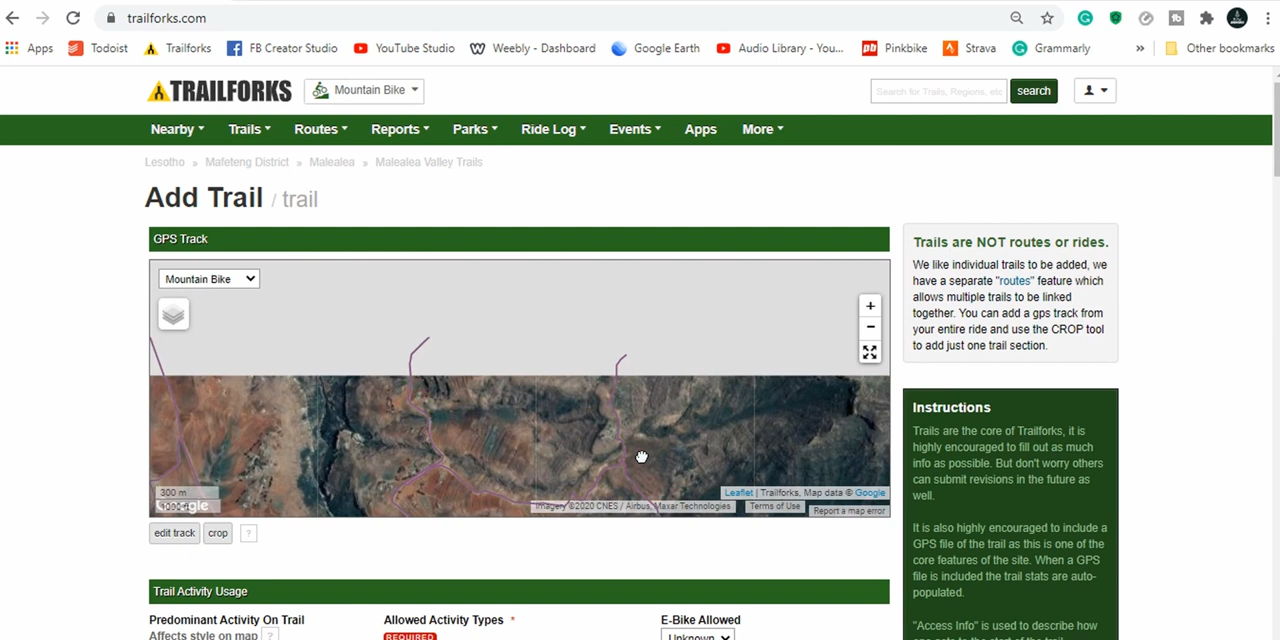 trailforks.com
Apps Todoist Trailforks FB Creator Studio YouTube Studio Weebly - Dashboard Google Earth Audio Library - You... Pinkbike Strava Grammarly » Other bookmarks
TRAILFORKS Mountain Bike Search for Trails, Regions, etc search
Nearby Trails Routes Reports Parks Ride Log Events Apps More
Lesotho » Mafeteng District » Malealea » Malealea Valley Trails
Add Trail / trail
GPS Track
Mountain Bike
+
−
300 m
Google
Leaflet | Trailforks, Map data © Google
Imagery ©2020 CNES / Airbus, Maxar Technologies Terms of Use Report a map error
edit track crop ?
Trail Activity Usage
Predominant Activity On Trail
Affects style on map ?
Allowed Activity Types *
REQUIRED
E-Bike Allowed
Unknown
Trails are NOT routes or rides.
We like individual trails to be added, we
have a separate "routes" feature which
allows multiple trails to be linked
together. You can add a gps track from
your entire ride and use the CROP tool
to add just one trail section.
Instructions
Trails are the core of Trailforks, it is
highly encouraged to fill out as much
info as possible. But don't worry others
can submit revisions in the future as
well.
It is also highly encouraged to include a
GPS file of the trail as this is one of the
core features of the site. When a GPS
file is included the trail stats are auto-
populated.
"Access Info" is used to describe how